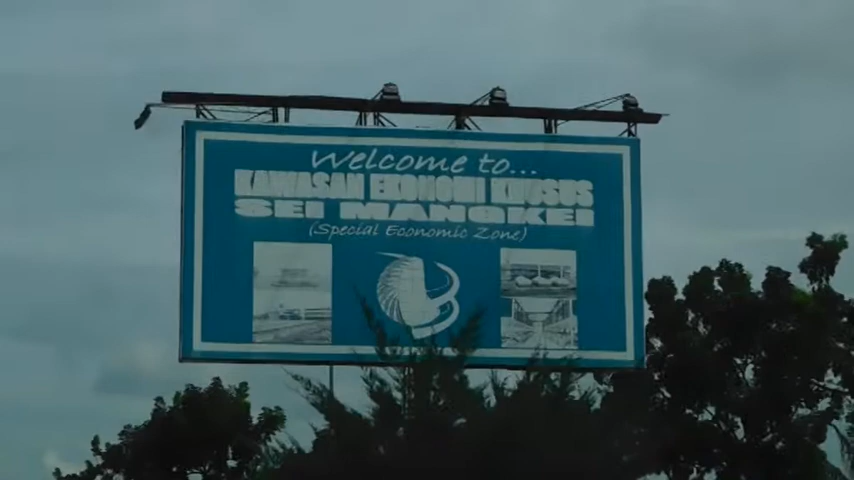 Welcome to...
KAWASAN EKONOMI KHUSUS
SEI MANGKEI
(Special Economic Zone)